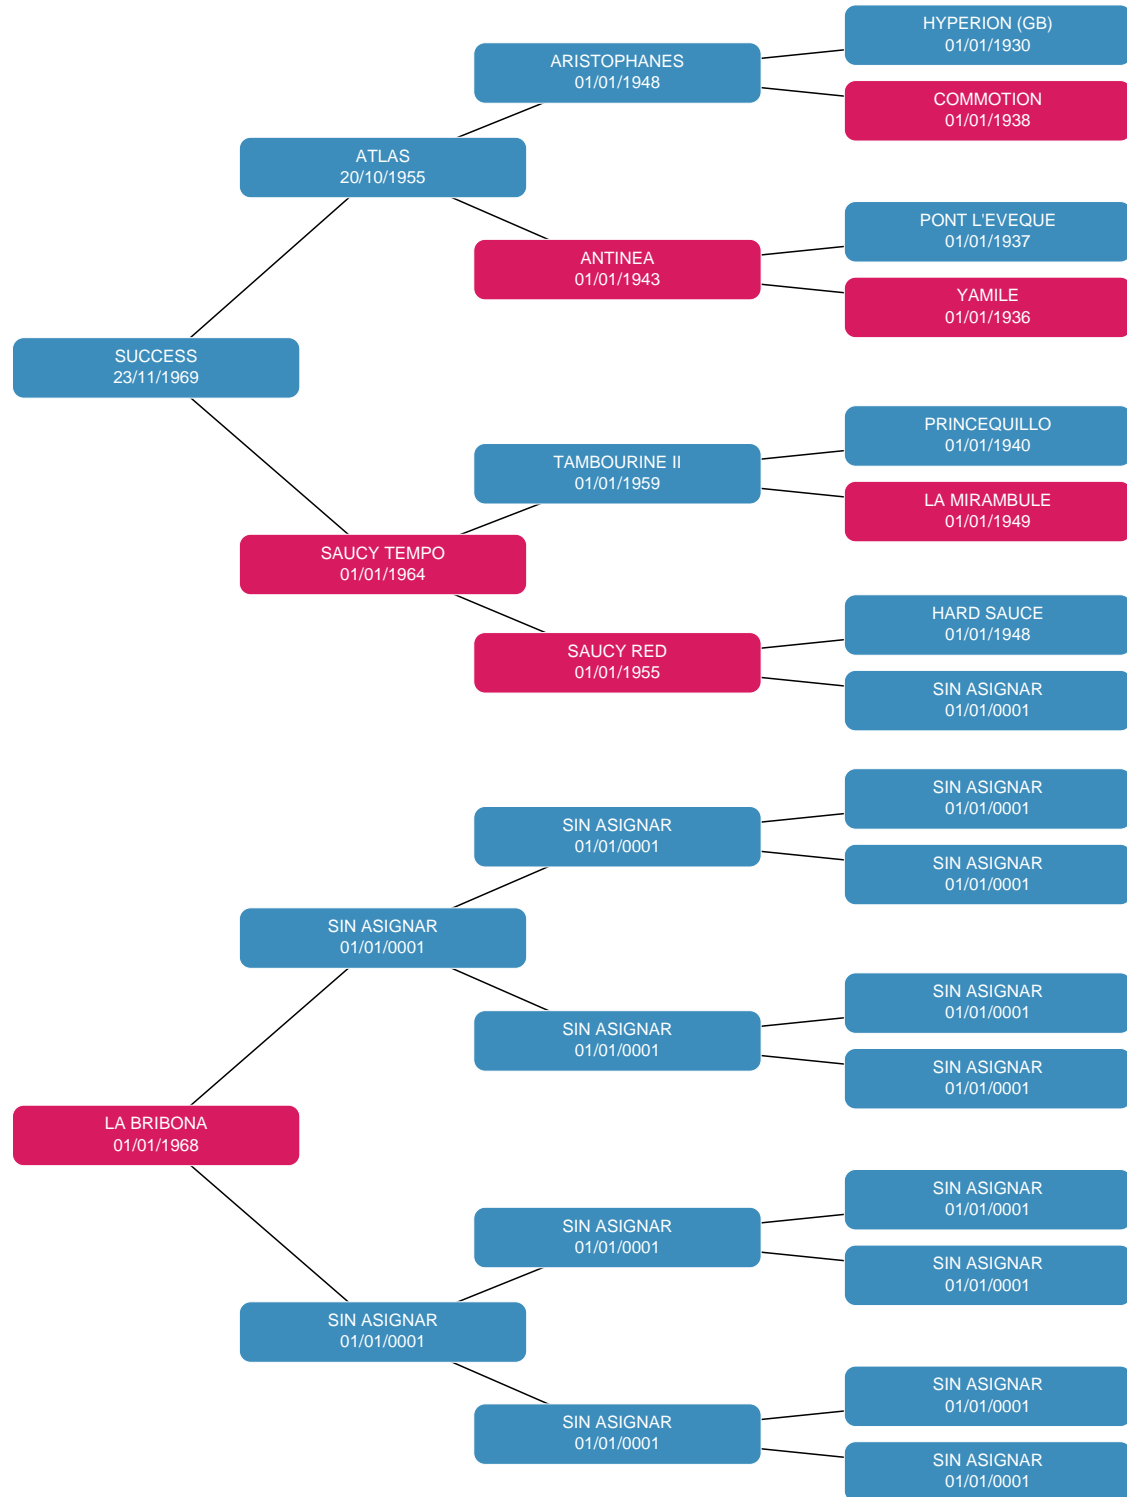 HYPERION (GB)
01/01/1930
ARISTOPHANES
01/01/1948
COMMOTION
01/01/1938
ATLAS
20/10/1955
PONT L'EVEQUE
01/01/1937
ANTINEA
01/01/1943
YAMILE
01/01/1936
SUCCESS
23/11/1969
PRINCEQUILLO
01/01/1940
TAMBOURINE II
01/01/1959
LA MIRAMBULE
01/01/1949
SAUCY TEMPO
01/01/1964
HARD SAUCE
01/01/1948
SAUCY RED
01/01/1955
SIN ASIGNAR
01/01/0001
SIN ASIGNAR
01/01/0001
SIN ASIGNAR
01/01/0001
SIN ASIGNAR
01/01/0001
SIN ASIGNAR
01/01/0001
SIN ASIGNAR
01/01/0001
SIN ASIGNAR
01/01/0001
SIN ASIGNAR
01/01/0001
LA BRIBONA
01/01/1968
SIN ASIGNAR
01/01/0001
SIN ASIGNAR
01/01/0001
SIN ASIGNAR
01/01/0001
SIN ASIGNAR
01/01/0001
SIN ASIGNAR
01/01/0001
SIN ASIGNAR
01/01/0001
SIN ASIGNAR
01/01/0001